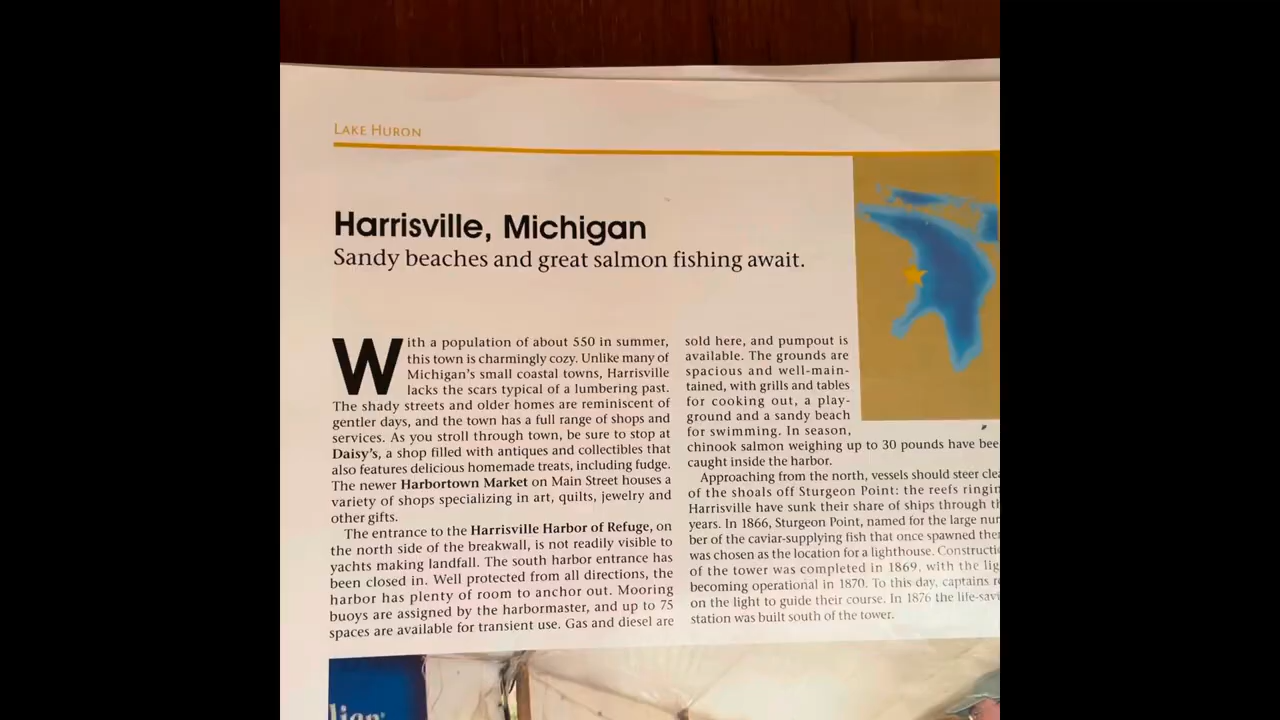 LAKE HURON
Harrisville, Michigan
Sandy beaches and great salmon fishing await.
With a population of about 550 in summer,
this town is charmingly cozy. Unlike many of
Michigan's small coastal towns, Harrisville
lacks the scars typical of a lumbering past.
The shady streets and older homes are reminiscent of
gentler days, and the town has a full range of shops and
services. As you stroll through town, be sure to stop at
Daisy's, a shop filled with antiques and collectibles that
also features delicious homemade treats, including fudge.
The newer Harbortown Market on Main Street houses a
variety of shops specializing in art, quilts, jewelry and
other gifts.
The entrance to the Harrisville Harbor of Refuge, on
the north side of the breakwall, is not readily visible to
yachts making landfall. The south harbor entrance has
been closed in. Well protected from all directions, the
harbor has plenty of room to anchor out. Mooring
buoys are assigned by the harbormaster, and up to 75
spaces are available for transient use. Gas and diesel are
sold here, and pumpout is
available. The grounds are
spacious and well-main-
tained, with grills and tables
for cooking out, a play-
ground and a sandy beach
for swimming. In season,
chinook salmon weighing up to 30 pounds have bee
caught inside the harbor.
Approaching from the north, vessels should steer clea
of the shoals off Sturgeon Point: the reefs ringin
Harrisville have sunk their share of ships through th
years. In 1866, Sturgeon Point, named for the large num
ber of the caviar-supplying fish that once spawned ther
was chosen as the location for a lighthouse. Constructi
of the tower was completed in 1869, with the lig
becoming operational in 1870. To this day, captains r
on the light to guide their course. In 1876 the life-savi
station was built south of the tower.